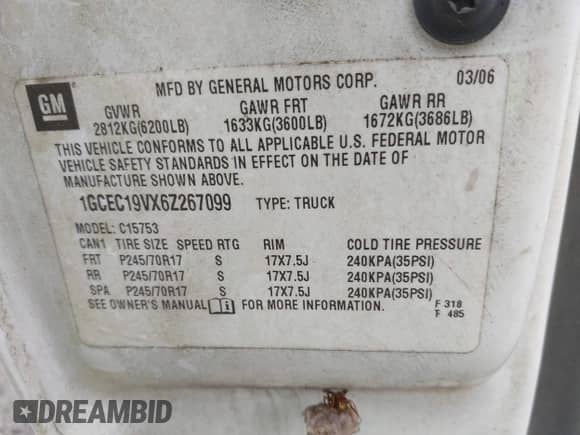 GM
MFD BY GENERAL MOTORS CORP. 03/06
GVWR GAWR FRT GAWR RR
2812KG(6200LB) 1633KG(3600LB) 1672KG(3686LB)
THIS VEHICLE CONFORMS TO ALL APPLICABLE U.S. FEDERAL MOTOR
VEHICLE SAFETY STANDARDS IN EFFECT ON THE DATE OF
MANUFACTURE SHOWN ABOVE.
1GCEC19VX6Z267099 TYPE: TRUCK
MODEL: C15753
CAN1 TIRE SIZE SPEED RTG RIM COLD TIRE PRESSURE
FRT P245/70R17 S 17X7.5J 240KPA(35PSI)
RR P245/70R17 S 17X7.5J 240KPA(35PSI)
SPA P245/70R17 S 17X7.5J 240KPA(35PSI)
SEE OWNER'S MANUAL FOR MORE INFORMATION.
F 318
T 485
DREAMBID